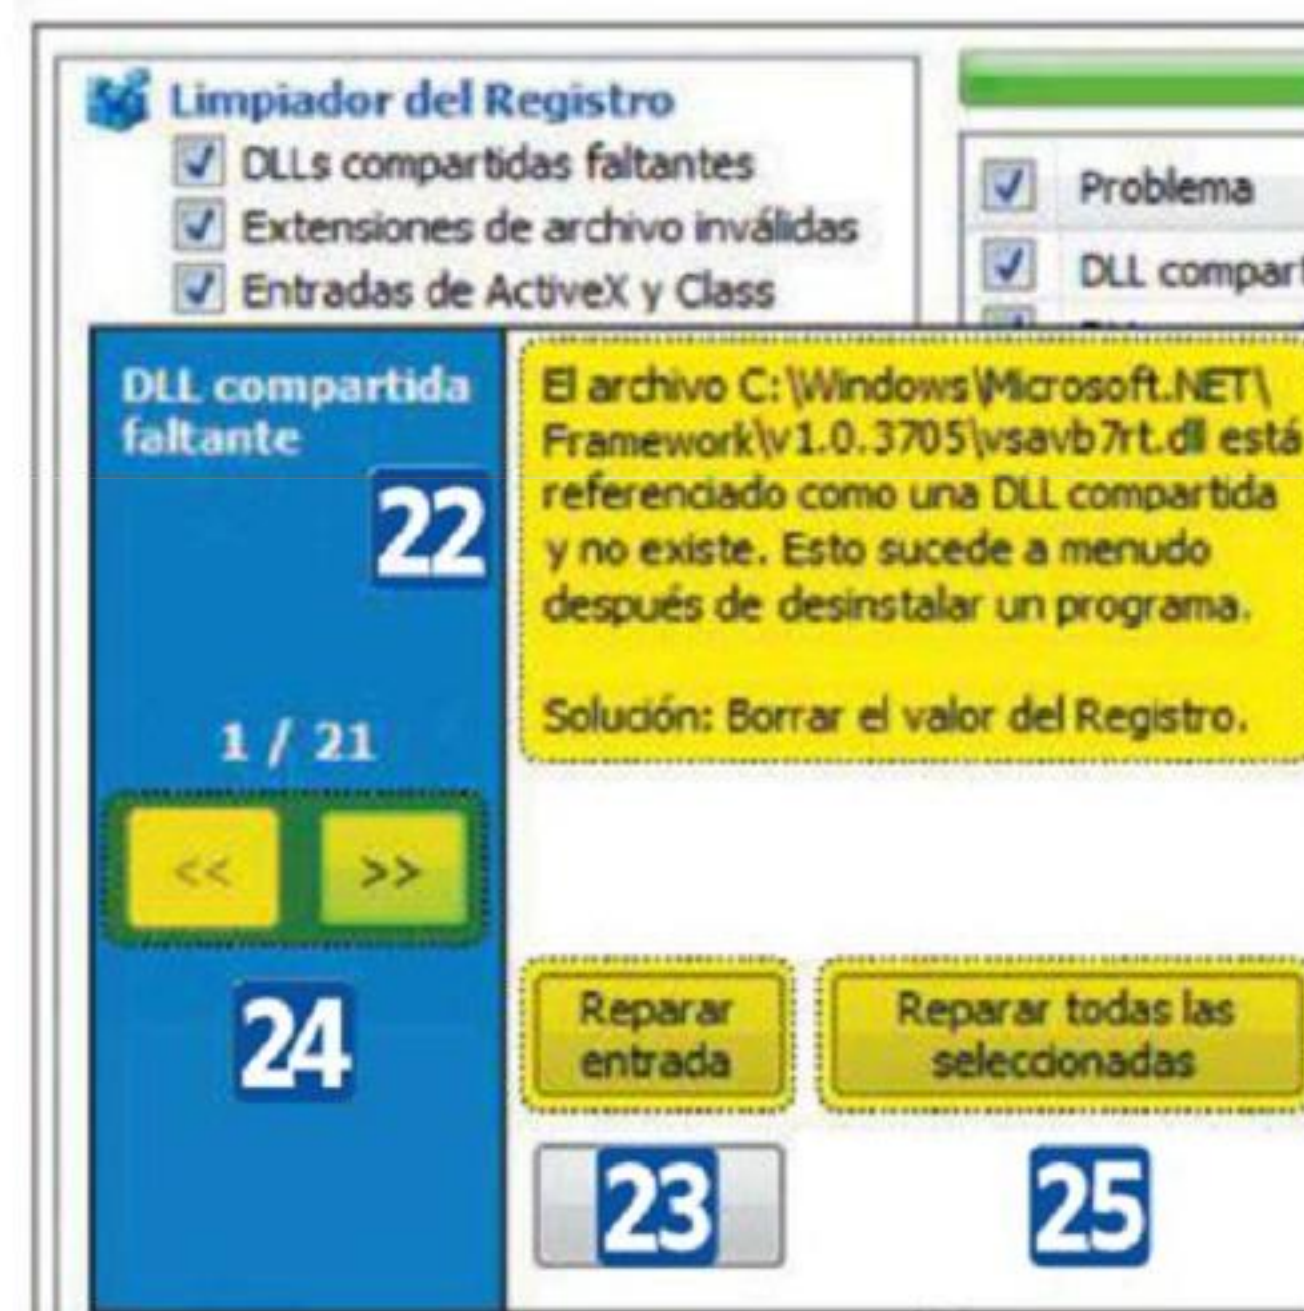 Limpiador del Registro
DLLs compartidas faltantes
Extensiones de archivo inválidas
Entradas de ActiveX y Class
Problema
DLL compart
DLL compartida
faltante
22
1 / 21
<< >>
24
El archivo C:\Windows\Microsoft.NET\
Framework\v1.0.3705\vsavb7rt.dll está
referenciado como una DLL compartida
y no existe. Esto sucede a menudo
después de desinstalar un programa.
Solución: Borrar el valor del Registro.
Reparar
entrada
Reparar todas las
seleccionadas
23
25